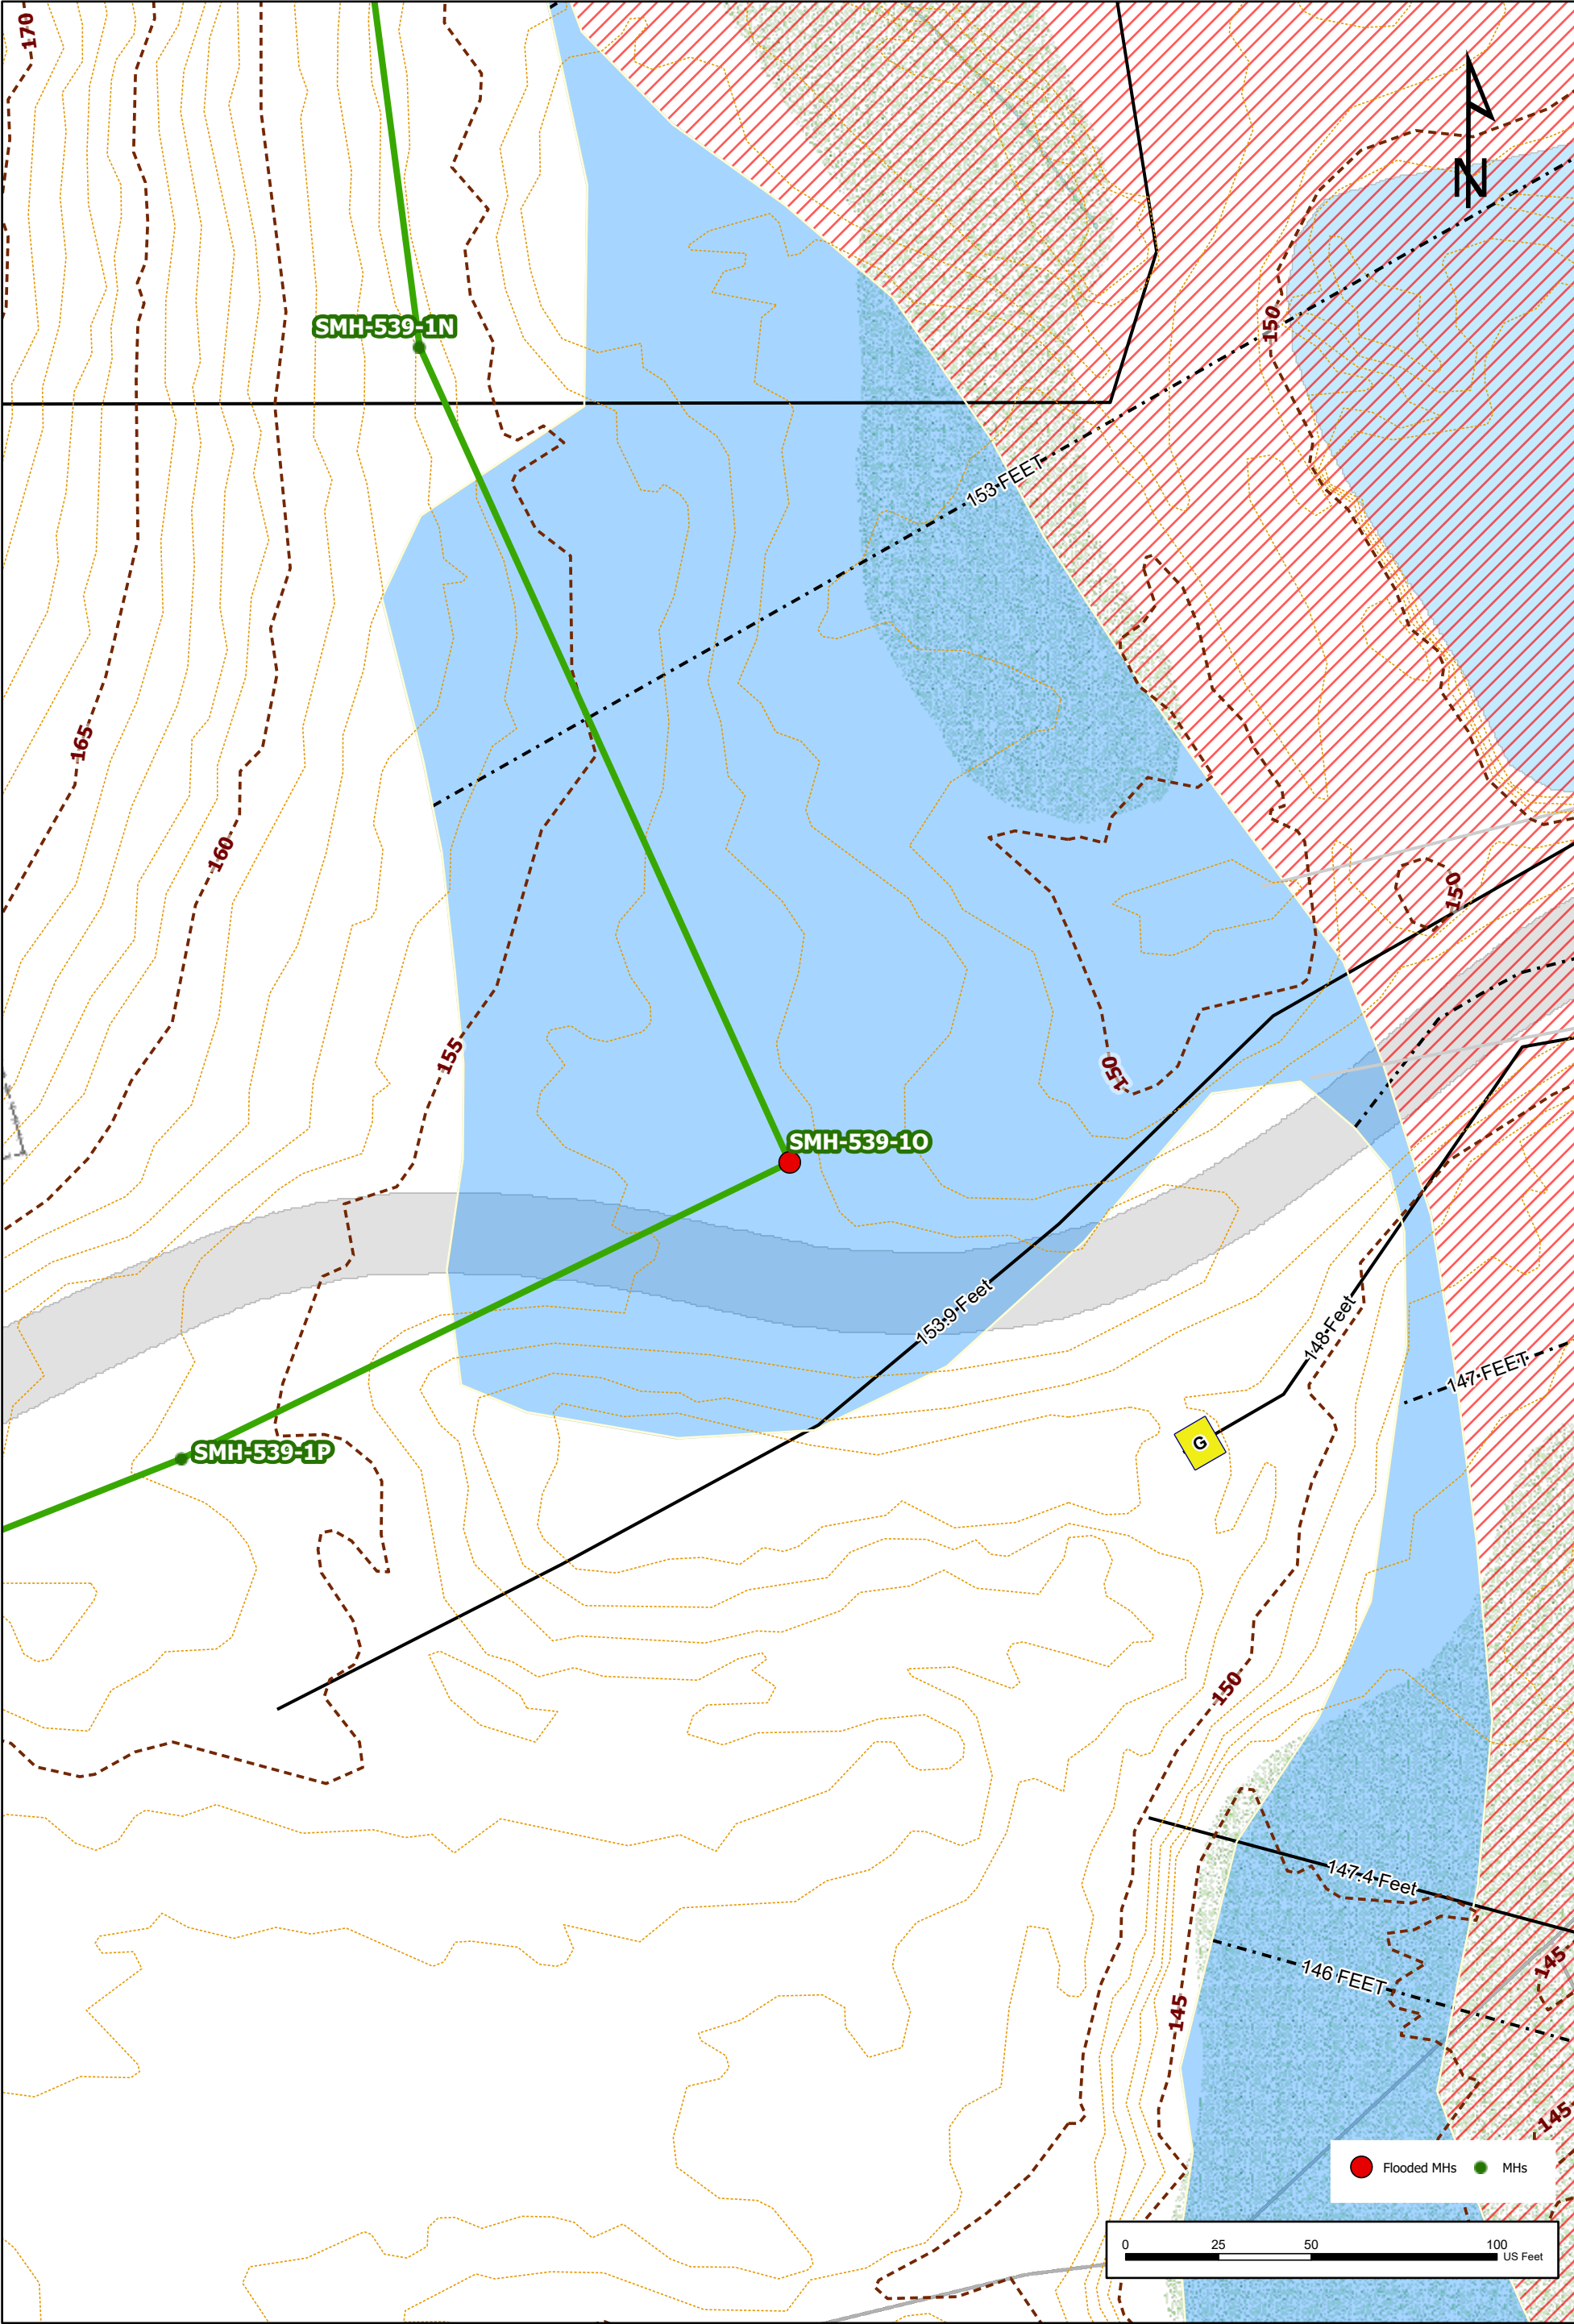 170
N
150
SMH-539-1N
153 FEET
165
160
150
155
150
SMH-539-1O
153.9 Feet
148 Feet
147 FEET
G
SMH-539-1P
150
147.4 Feet
145
146 FEET
145
145
Flooded MHs
MHs
0 25 50 100
US Feet